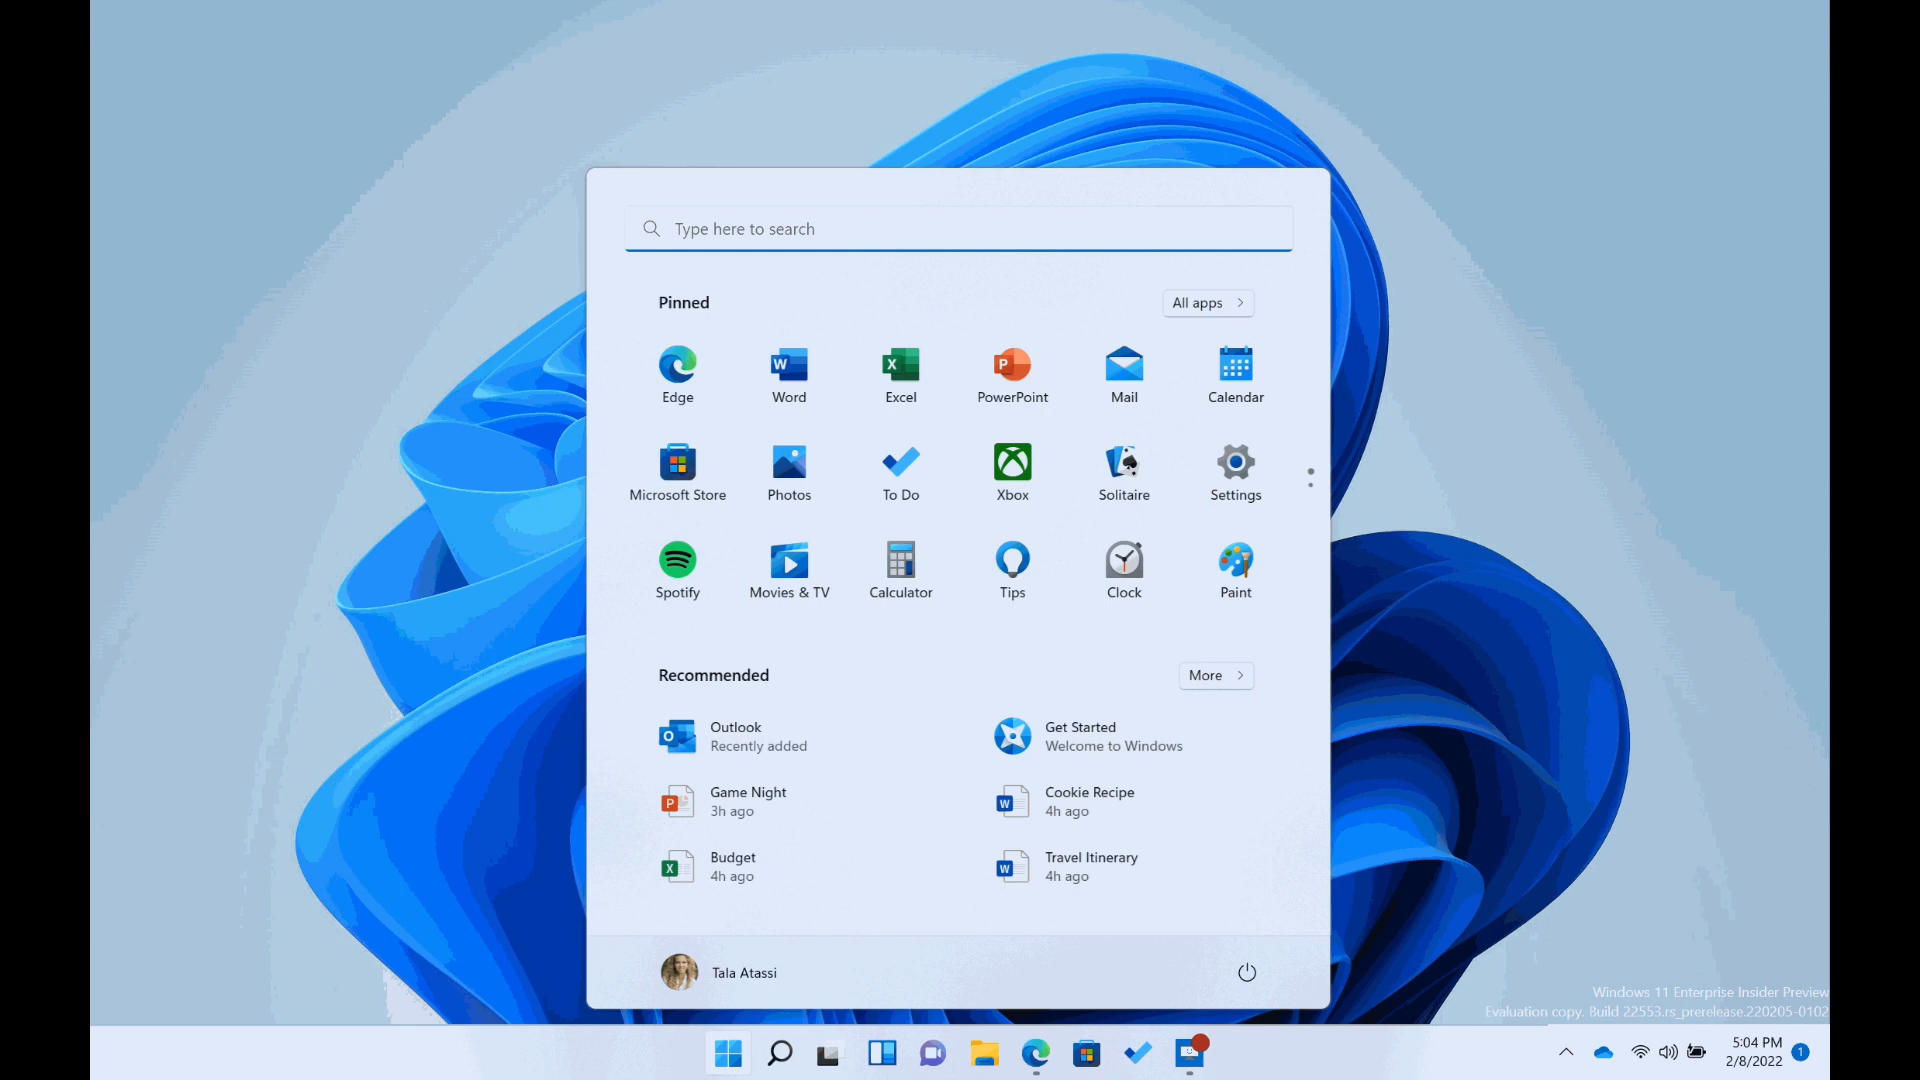 Type here to search
Pinned
All apps
Edge
Word
Excel
PowerPoint
Mail
Calendar
Microsoft Store
Photos
To Do
Xbox
Solitaire
Settings
Spotify
Movies & TV
Calculator
Tips
Clock
Paint
Recommended
More
Outlook
Recently added
Get Started
Welcome to Windows
Game Night
3h ago
Cookie Recipe
4h ago
Budget
4h ago
Travel Itinerary
4h ago
Tala Atassi
Windows 11 Enterprise Insider Preview
Evaluation copy. Build 22553.rs_prerelease.220205-0102
5:04 PM
2/8/2022
1